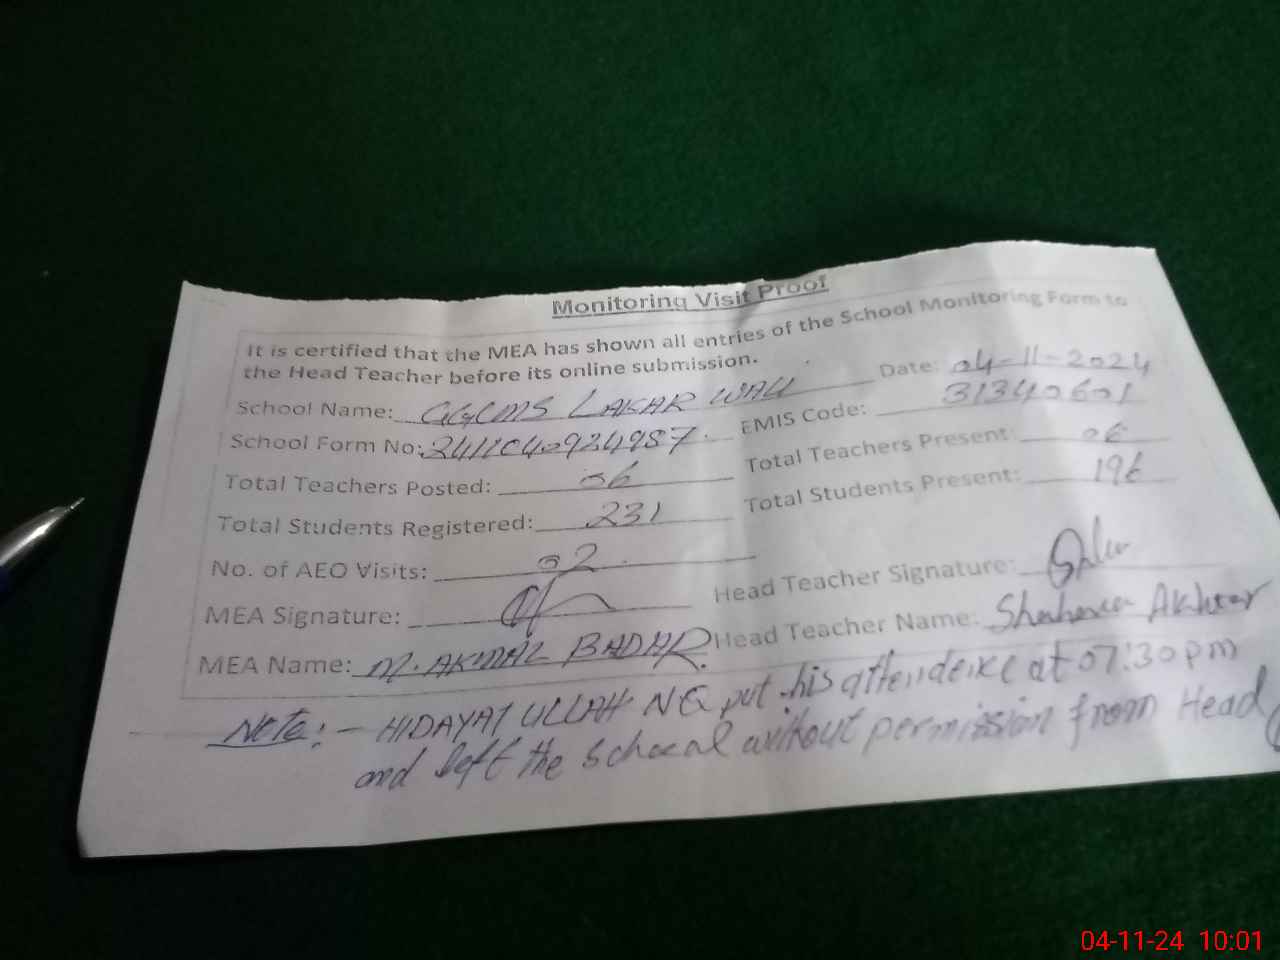 Monitoring Visit Proof
It is certified that the MEA has shown all entries of the School Monitoring Form to
the Head Teacher before its online submission.
Date: 04-11-2024
School Name: GGCMS LAKAR WALI
EMIS Code: 31340601
School Form No: 2411040924987
Total Teachers Present: 06
Total Teachers Posted: 06
Total Students Present: 196
Total Students Registered: 231
No. of AEO Visits: 02
Head Teacher Signature:
MEA Signature:
Head Teacher Name: Akhtar
MEA Name: M. AKMAL BADAR
Note:- HIDAYAT ULLAH NQ put his attendence at 07:30pm
and left the school without permission from Head
04-11-24 10:01